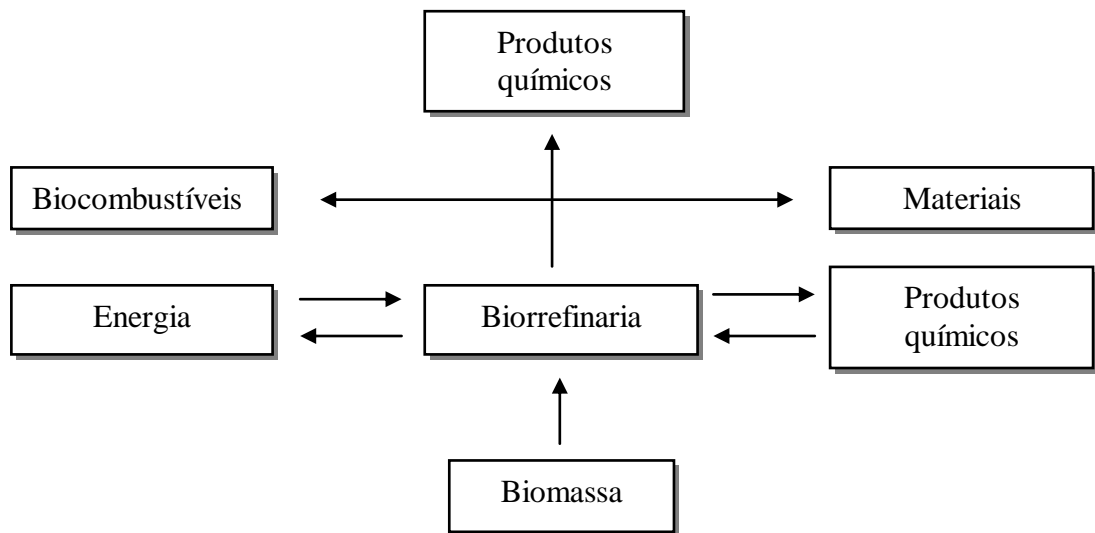 Produtos
químicos
Biocombustíveis
Materiais
Energia
Biorrefinaria
Produtos
químicos
Biomassa